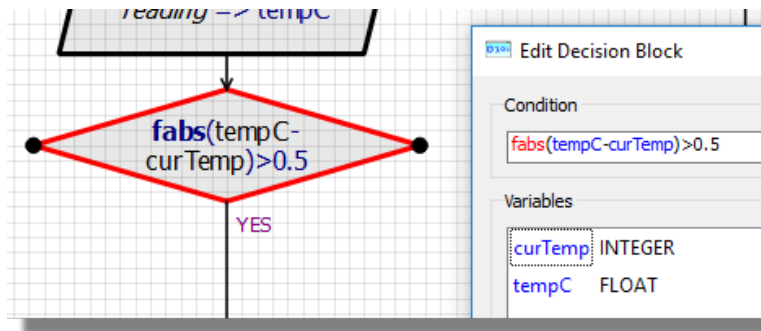 reading => tempC
fabs(tempC-
curTemp)>0.5
YES
Edit Decision Block
Condition
fabs(tempC-curTemp)>0.5
Variables
curTemp INTEGER
tempC FLOAT